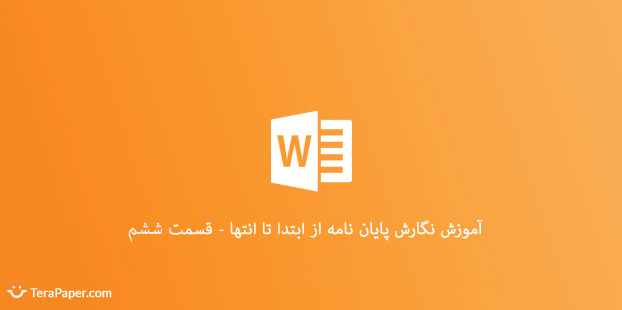 W
آموزش نگارش پایان نامه از ابتدا تا انتها - قسمت ششم
TeraPaper.com